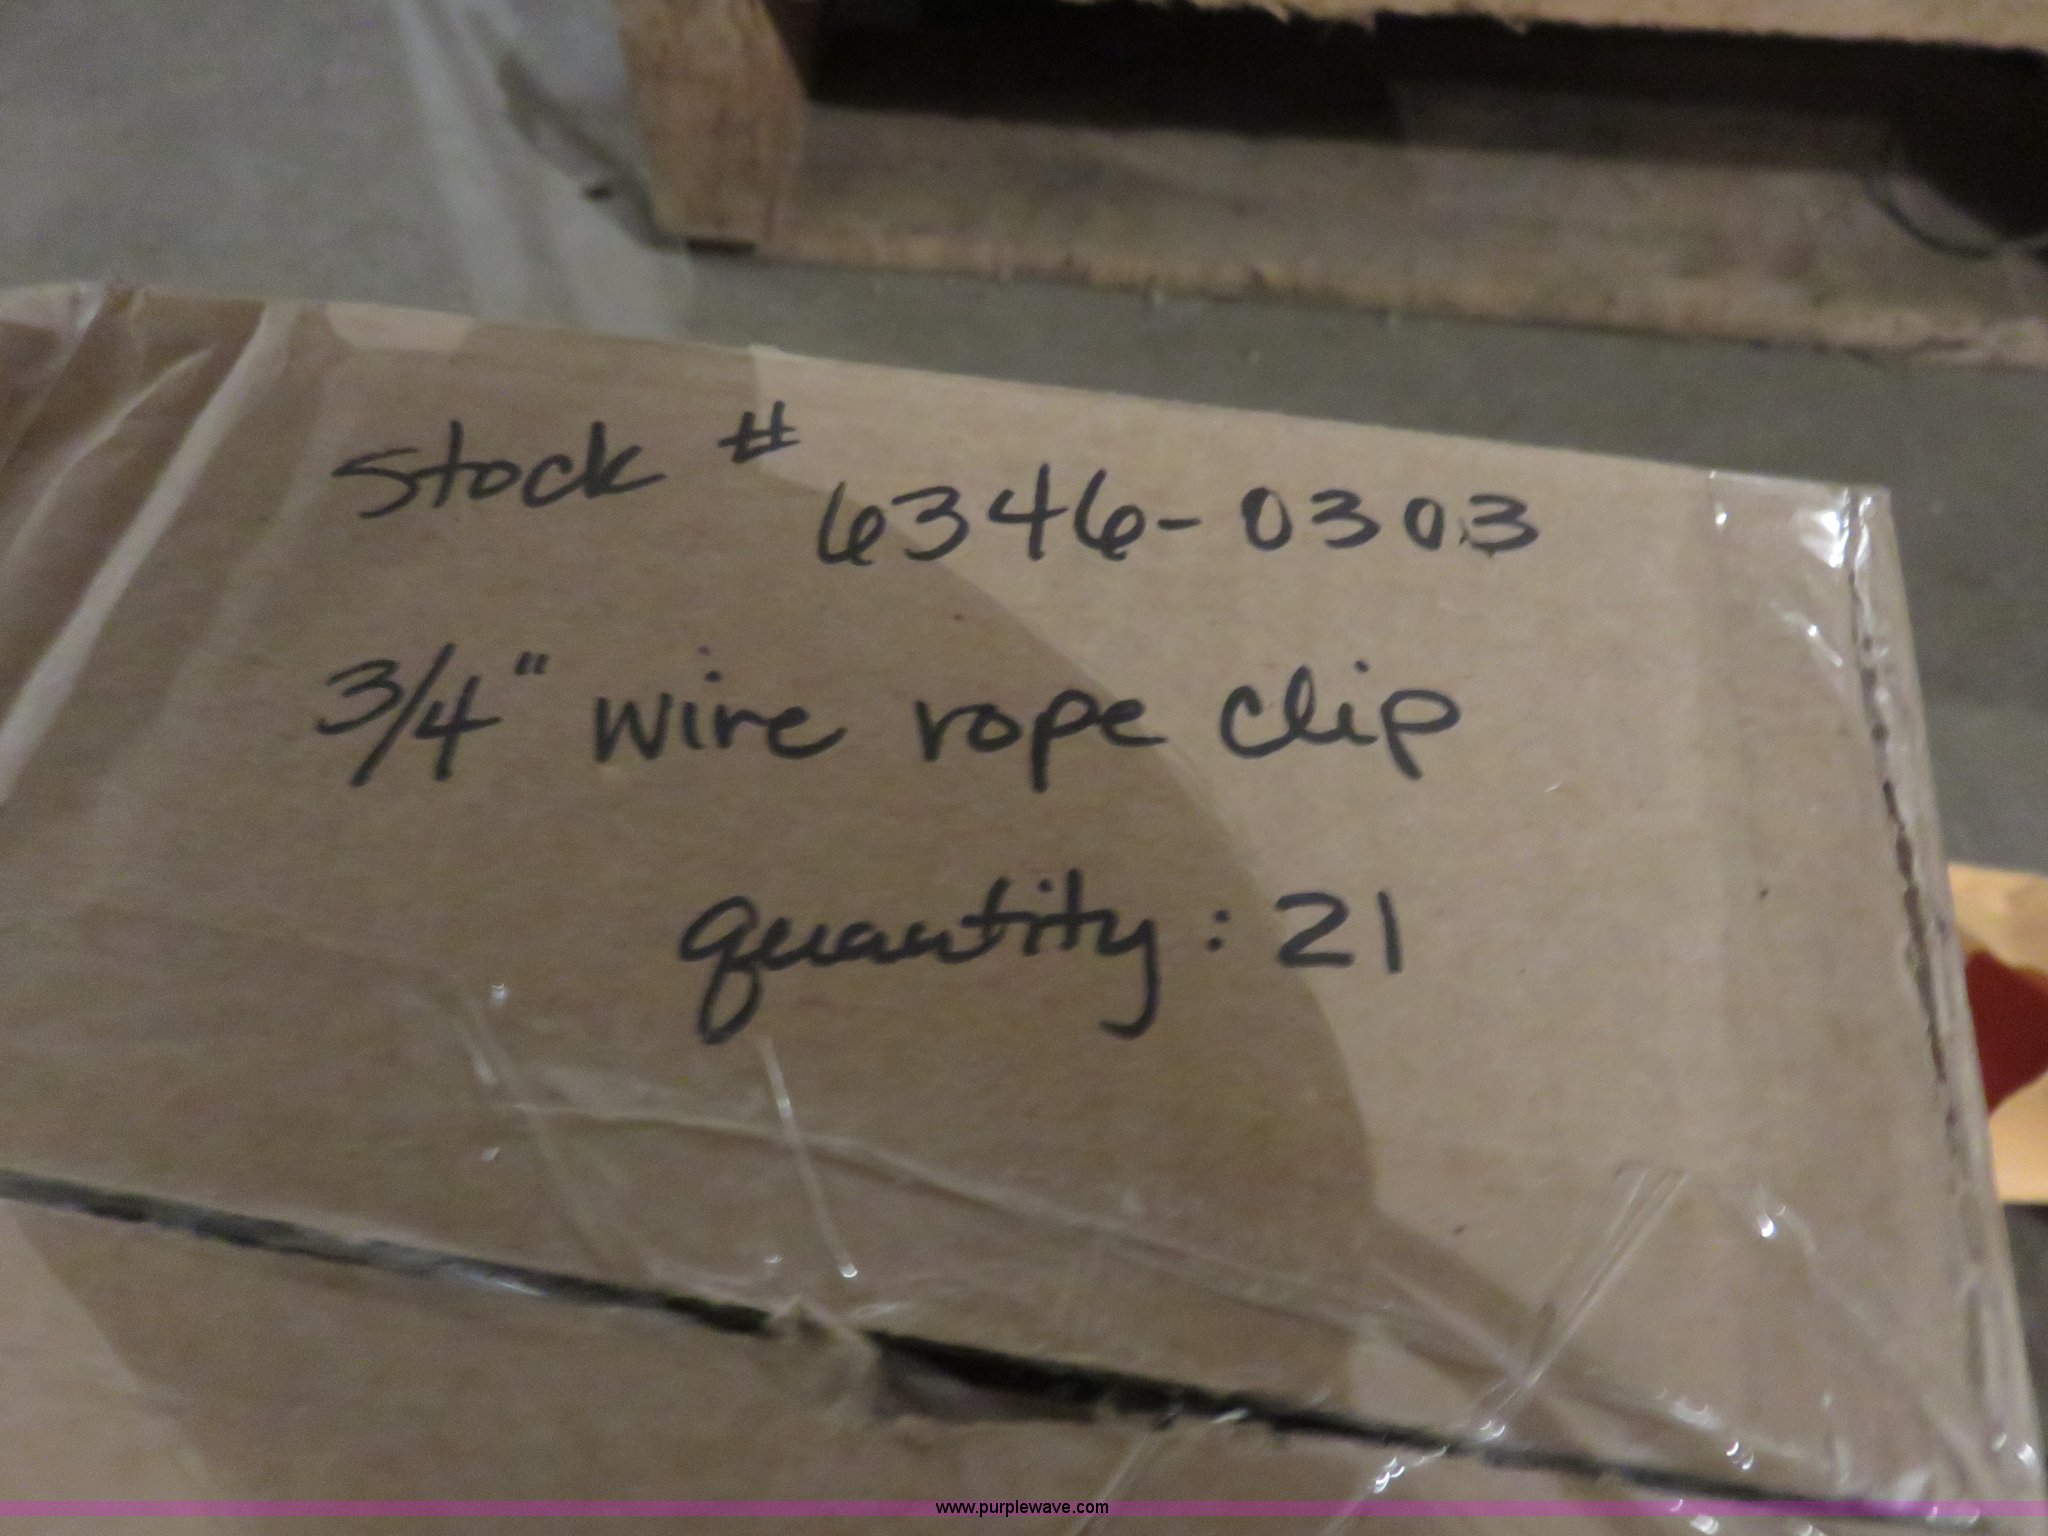 Stock # 6346-0303
3/4" wire rope clip
quantity: 21
www.purplewave.com